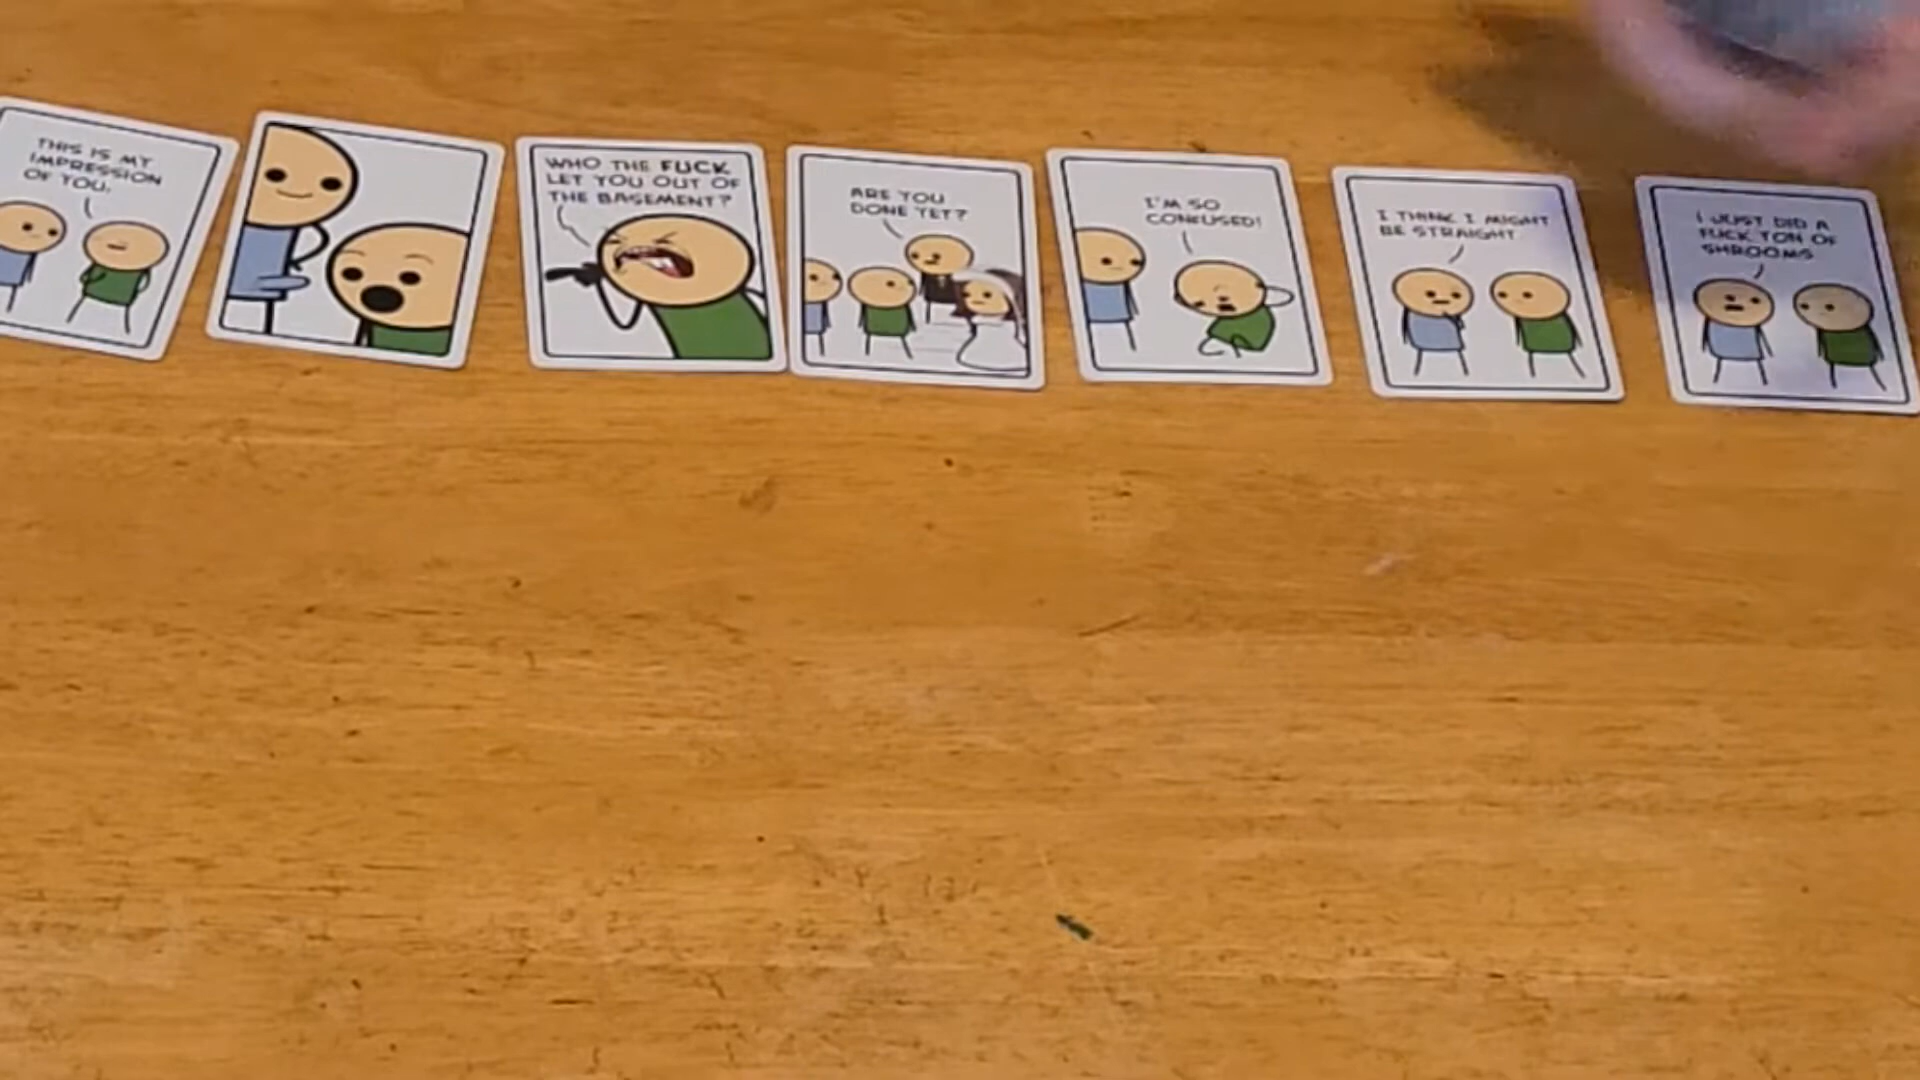 THIS IS MY
IMPRESSION
OF YOU.
WHO THE FUCK
LET YOU OUT OF
THE BASEMENT?
ARE YOU
DONE YET?
I'M SO
CONFUSED!
I THINK I MIGHT
BE STRAIGHT.
I JUST DID A
FUCK TON OF
SHROOMS.